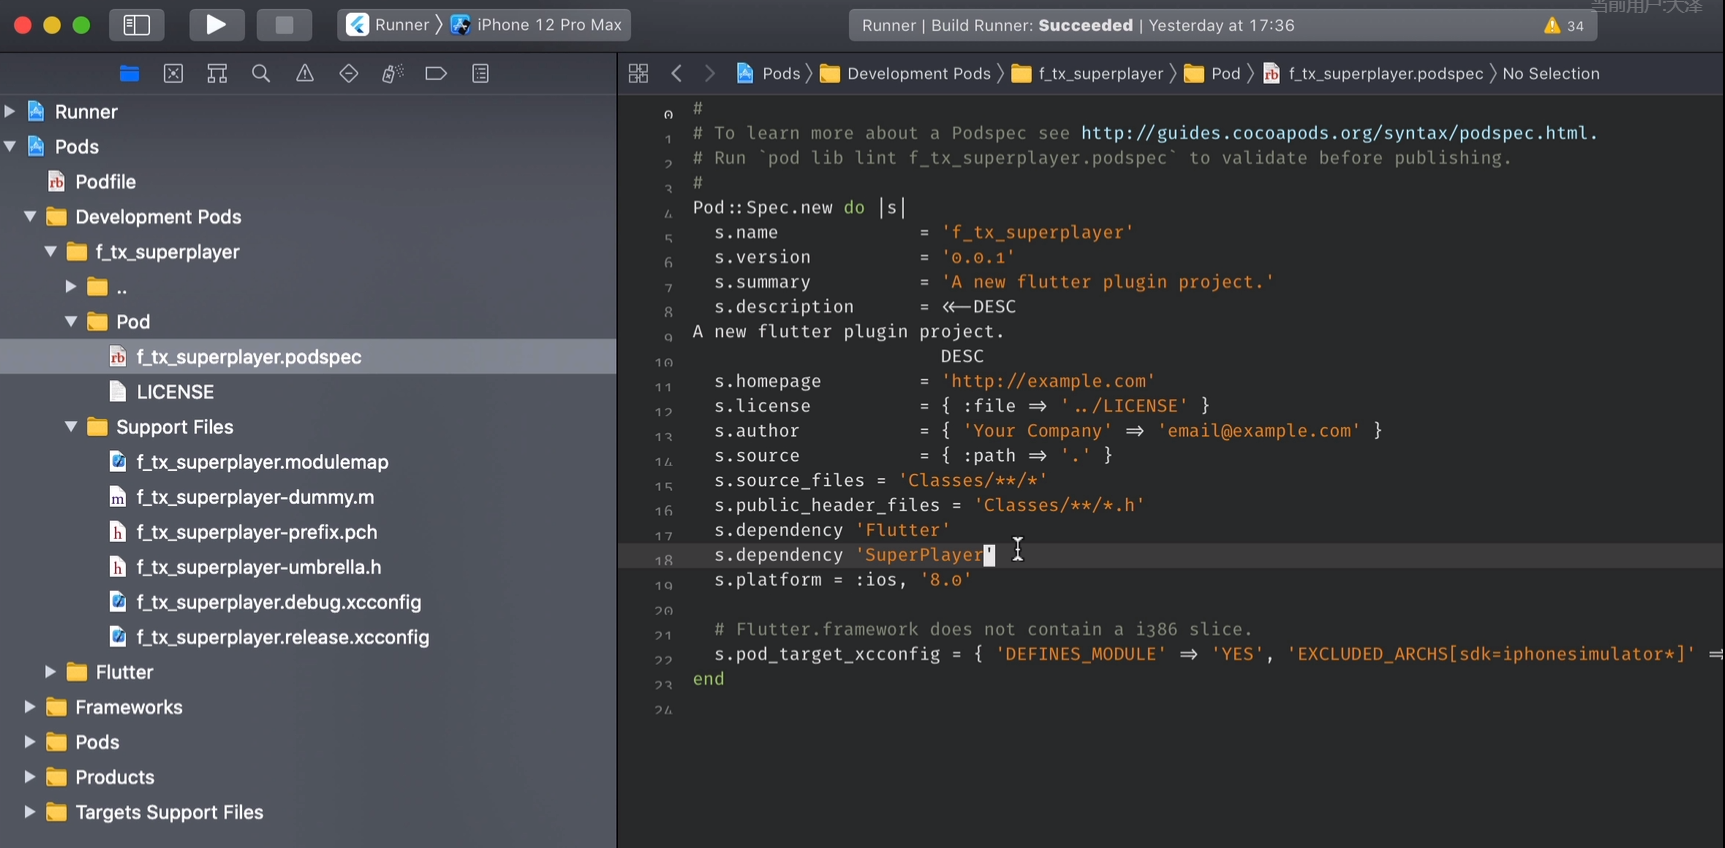 当前用户:大泽
Runner 〉 iPhone 12 Pro Max
Runner | Build Runner: Succeeded | Yesterday at 17:36
34
Pods 〉 Development Pods 〉 f_tx_superplayer 〉 Pod 〉 f_tx_superplayer.podspec 〉 No Selection
Runner
Pods
Podfile
Development Pods
f_tx_superplayer
..
Pod
f_tx_superplayer.podspec
LICENSE
Support Files
f_tx_superplayer.modulemap
f_tx_superplayer-dummy.m
f_tx_superplayer-prefix.pch
f_tx_superplayer-umbrella.h
f_tx_superplayer.debug.xcconfig
f_tx_superplayer.release.xcconfig
Flutter
Frameworks
Pods
Products
Targets Support Files
0 #
1 # To learn more about a Podspec see http://guides.cocoapods.org/syntax/podspec.html.
2 # Run `pod lib lint f_tx_superplayer.podspec` to validate before publishing.
3 #
4 Pod::Spec.new do |s|
5 s.name = 'f_tx_superplayer'
6 s.version = '0.0.1'
7 s.summary = 'A new flutter plugin project.'
8 s.description = <<-DESC
9 A new flutter plugin project.
10 DESC
11 s.homepage = 'http://example.com'
12 s.license = { :file => '../LICENSE' }
13 s.author = { 'Your Company' => 'email@example.com' }
14 s.source = { :path => '.' }
15 s.source_files = 'Classes/**/*'
16 s.public_header_files = 'Classes/**/*.h'
17 s.dependency 'Flutter'
18 s.dependency 'SuperPlayer'
19 s.platform = :ios, '8.0'
20
21 # Flutter.framework does not contain a i386 slice.
22 s.pod_target_xcconfig = { 'DEFINES_MODULE' => 'YES', 'EXCLUDED_ARCHS[sdk=iphonesimulator*]' =>
23 end
24